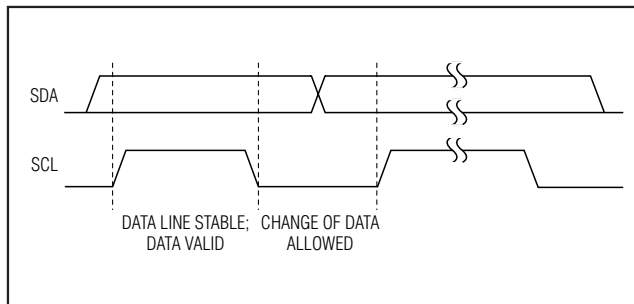 SDA
SCL
DATA LINE STABLE;
DATA VALID
CHANGE OF DATA
ALLOWED